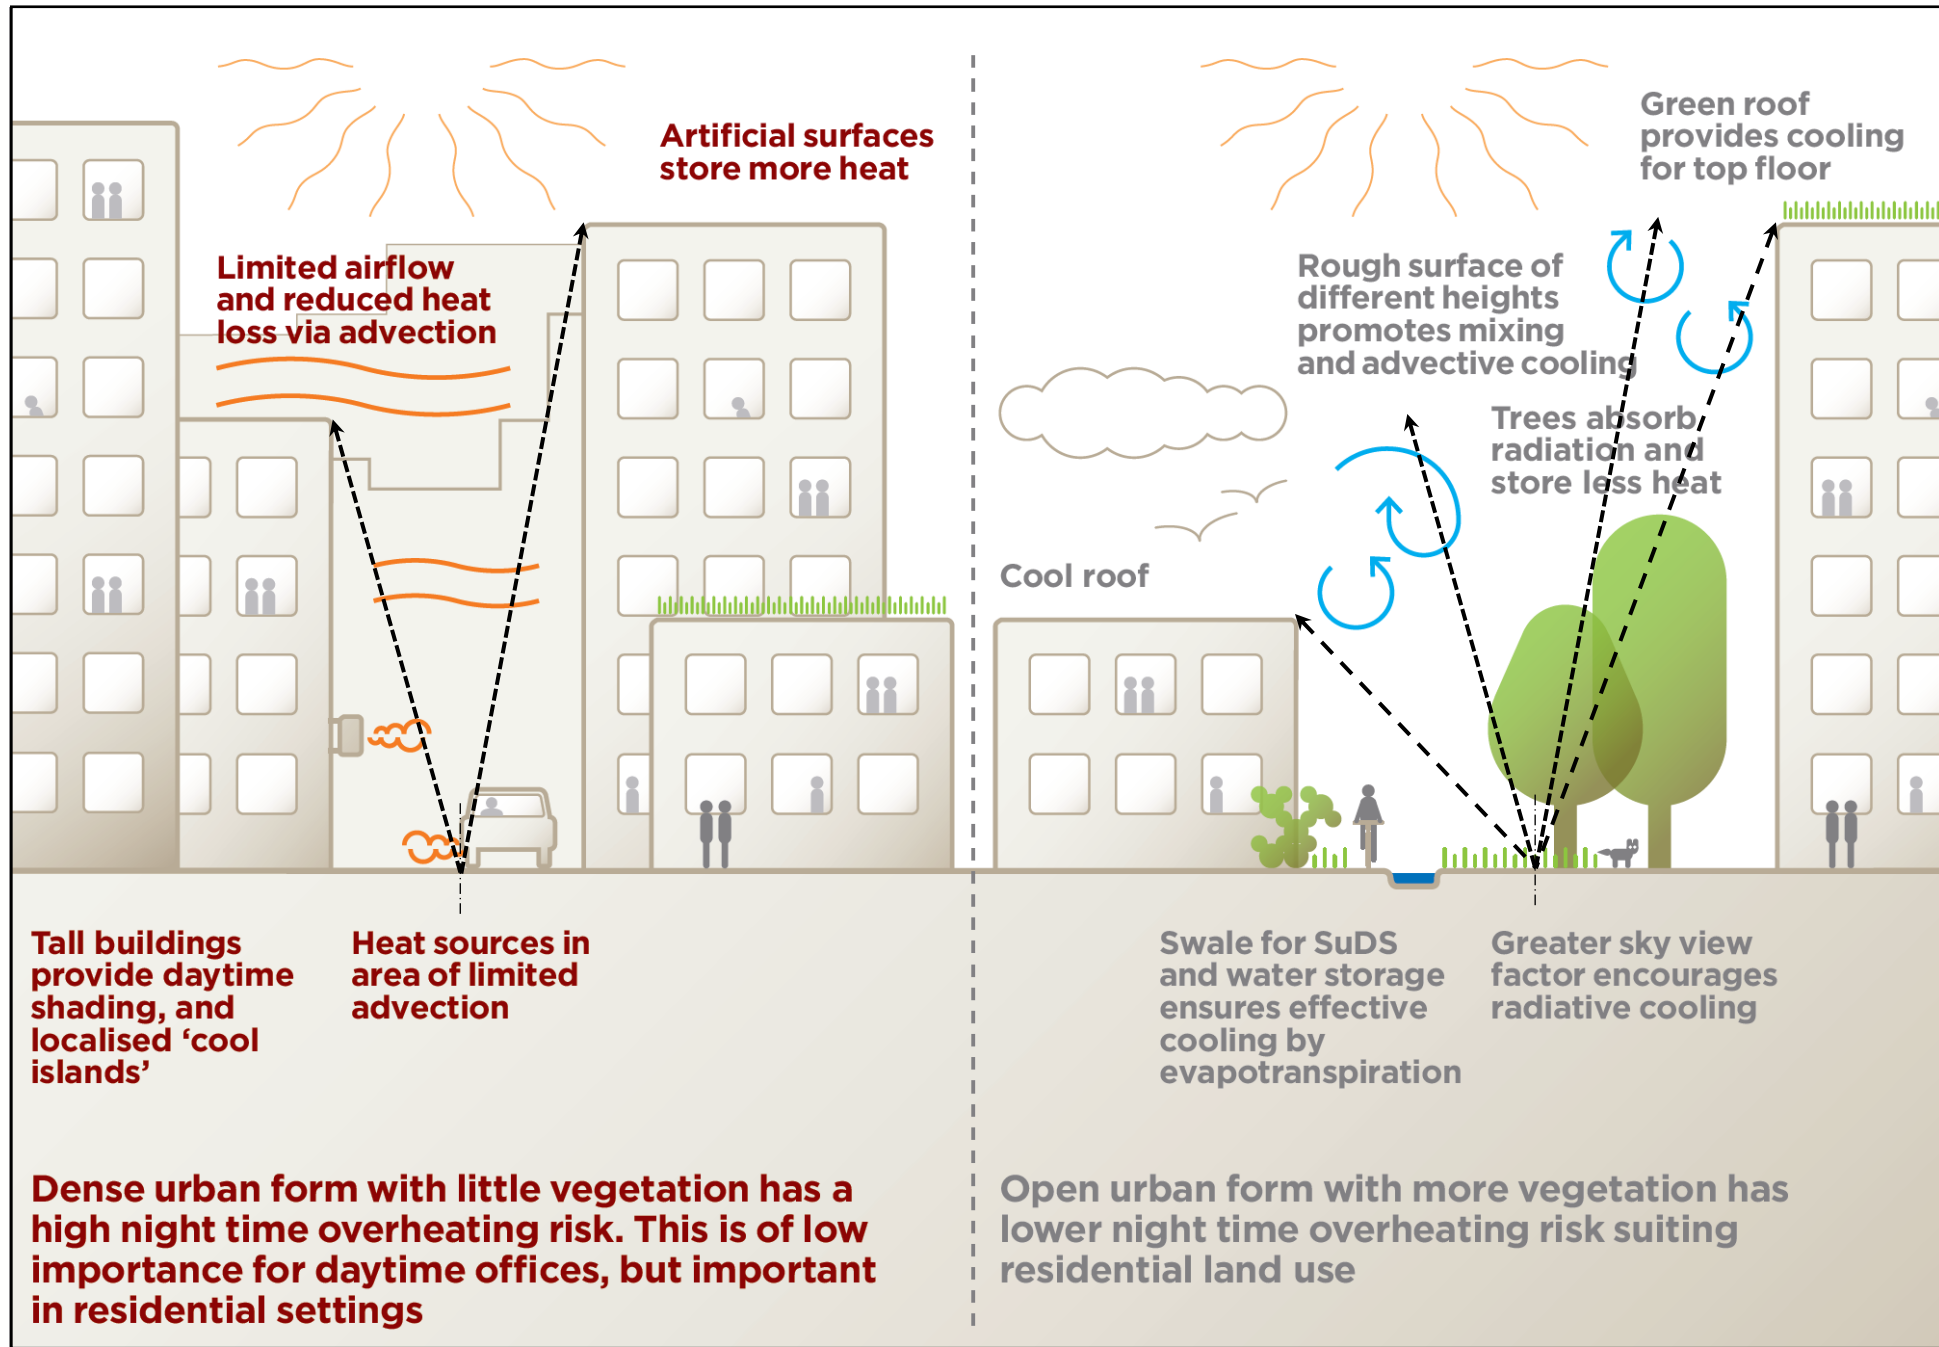 Artificial surfaces
store more heat
Limited airflow
and reduced heat
loss via advection
Tall buildings
provide daytime
shading, and
localised ‘cool
islands’
Heat sources in
area of limited
advection
Dense urban form with little vegetation has a
high night time overheating risk. This is of low
importance for daytime offices, but important
in residential settings
Green roof
provides cooling
for top floor
Rough surface of
different heights
promotes mixing
and advective cooling
Trees absorb
radiation and
store less heat
Cool roof
Swale for SuDS
and water storage
ensures effective
cooling by
evapotranspiration
Greater sky view
factor encourages
radiative cooling
Open urban form with more vegetation has
lower night time overheating risk suiting
residential land use